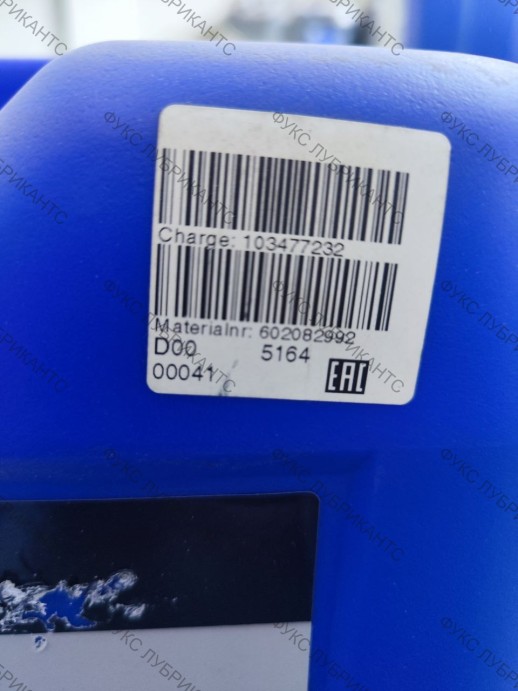 Charge: 103477232
Materialnr: 602082992
D00 5164
00041 EAC
ФУКС ЛУБРИКАНТС